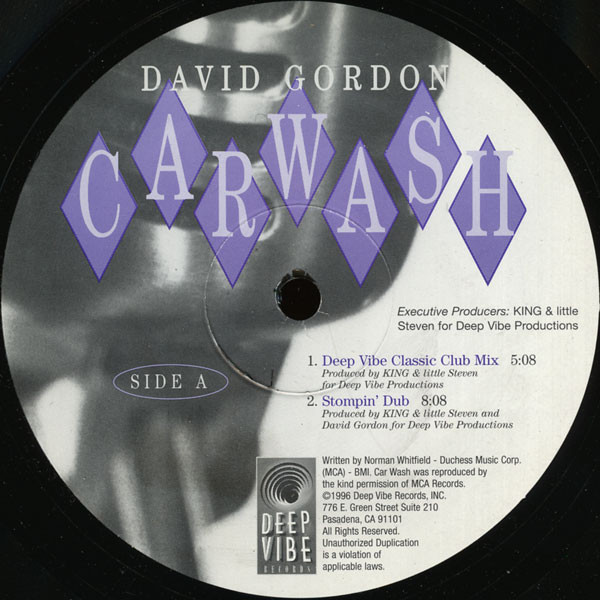 DAVID GORDON
CARWASH
Executive Producers: KING & little
Steven for Deep Vibe Productions
1. Deep Vibe Classic Club Mix 5:08
Produced by KING & little Steven
for Deep Vibe Productions
SIDE A
2. Stompin' Dub 8:08
Produced by KING & little Steven and
David Gordon for Deep Vibe Productions
Written by Norman Whitfield - Duchess Music Corp.
(MCA) - BMI. Car Wash was reproduced by
the kind permission of MCA Records.
©1996 Deep Vibe Records, INC.
776 E. Green Street Suite 210
Pasadena, CA 91101
All Rights Reserved.
Unauthorized Duplication
is a violation of
applicable laws.
DEEP
VIBE
RECORDS